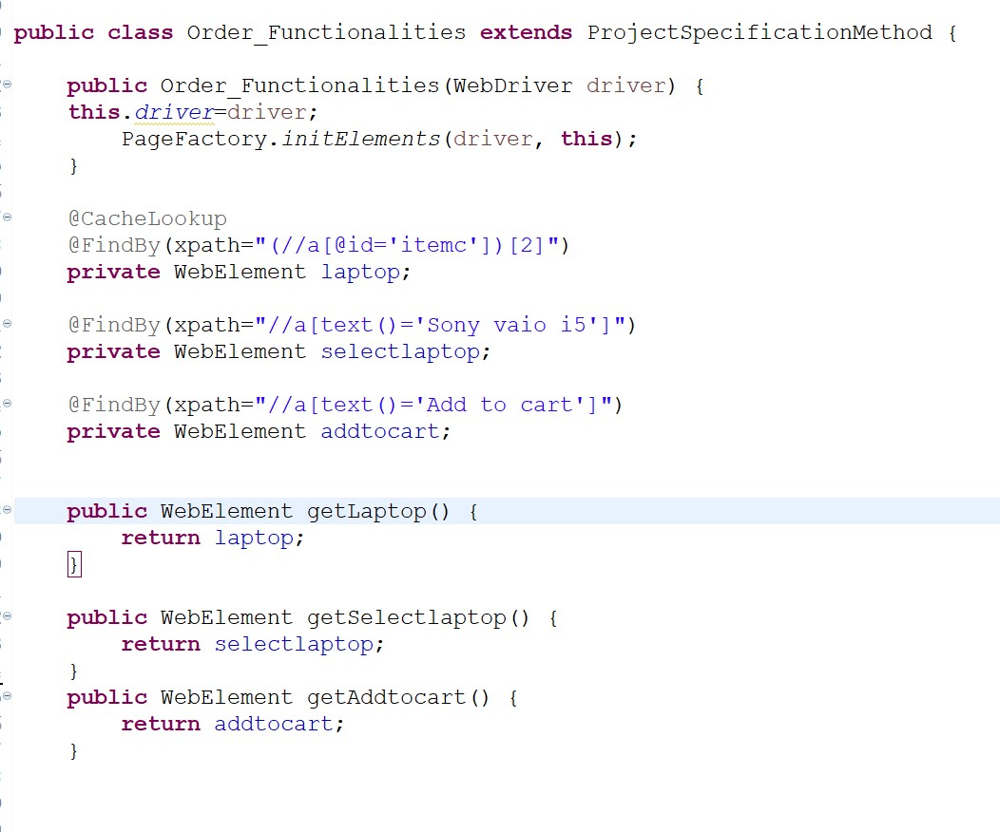 public class Order_Functionalities extends ProjectSpecificationMethod {
public Order_Functionalities(WebDriver driver) {
this.driver=driver;
PageFactory.initElements(driver, this);
}
@CacheLookup
@FindBy(xpath="(//a[@id='itemc'])[2]")
private WebElement laptop;
@FindBy(xpath="//a[text()='Sony vaio i5']")
private WebElement selectlaptop;
@FindBy(xpath="//a[text()='Add to cart']")
private WebElement addtocart;
public WebElement getLaptop() {
return laptop;
}
public WebElement getSelectlaptop() {
return selectlaptop;
}
public WebElement getAddtocart() {
return addtocart;
}